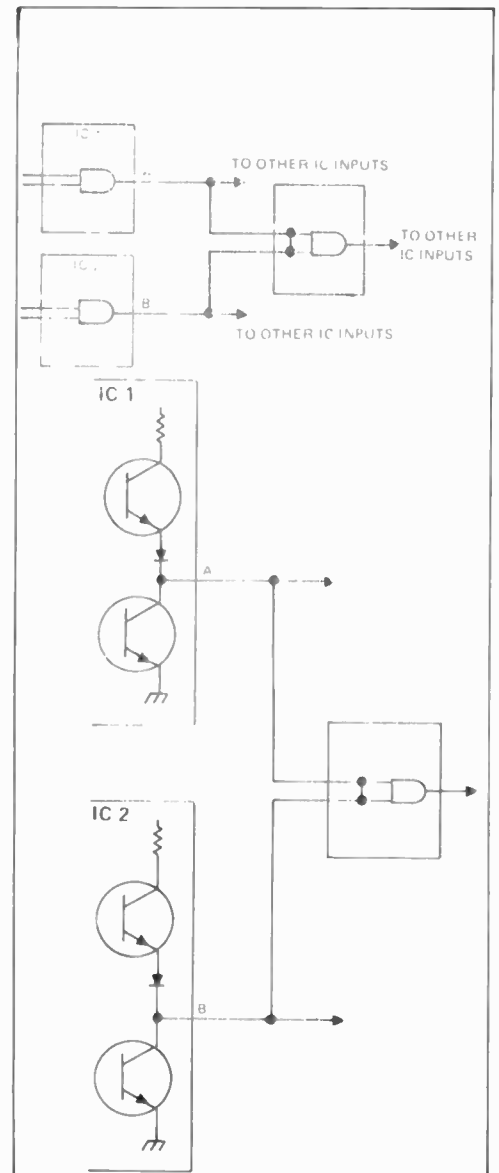 TO OTHER IC INPUTS
TO OTHER
IC INPUTS
B
TO OTHER IC INPUTS
IC 1
A
IC 2
B